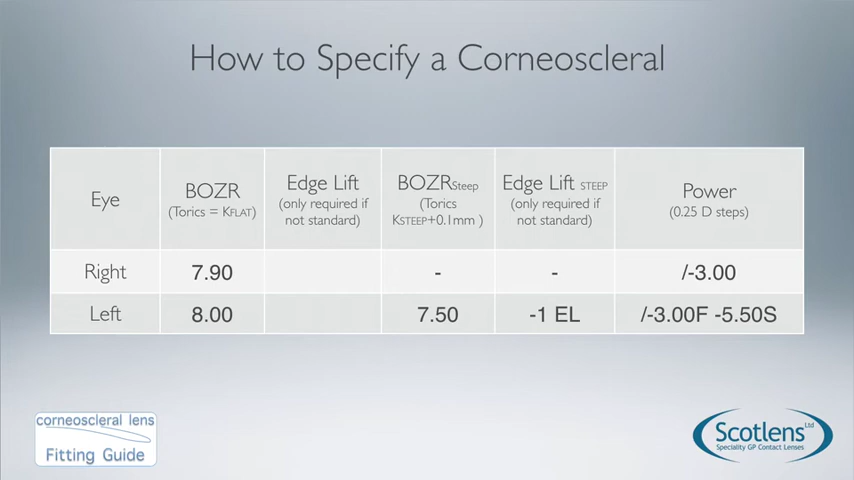 How to Specify a Corneoscleral
Eye
BOZR
(Torics = KFLAT)
Edge Lift
(only required if
not standard)
BOZRSteep
(Torics
KSTEEP+0.1mm )
Edge Lift STEEP
(only required if
not standard)
Power
(0.25 D steps)
Right 7.90 - - /-3.00
Left 8.00 7.50 -1 EL /-3.00F -5.50S
corneoscleral lens
Fitting Guide
Scotlens Ltd
Speciality GP Contact Lenses